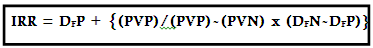 IRR = DFP + {(PVP)/(PVP)-(PVN) x (DFN-DFP)}